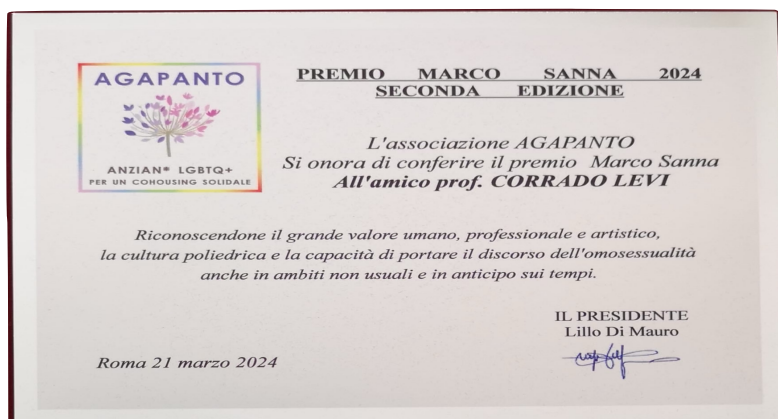 AGAPANTO
ANZIAN* LGBTQ+
PER UN COHOUSING SOLIDALE
PREMIO MARCO SANNA 2024
SECONDA EDIZIONE
L'associazione AGAPANTO
Si onora di conferire il premio Marco Sanna
All'amico prof. CORRADO LEVI
Riconoscendone il grande valore umano, professionale e artistico,
la cultura poliedrica e la capacità di portare il discorso dell'omosessualità
anche in ambiti non usuali e in anticipo sui tempi.
IL PRESIDENTE
Lillo Di Mauro
Roma 21 marzo 2024